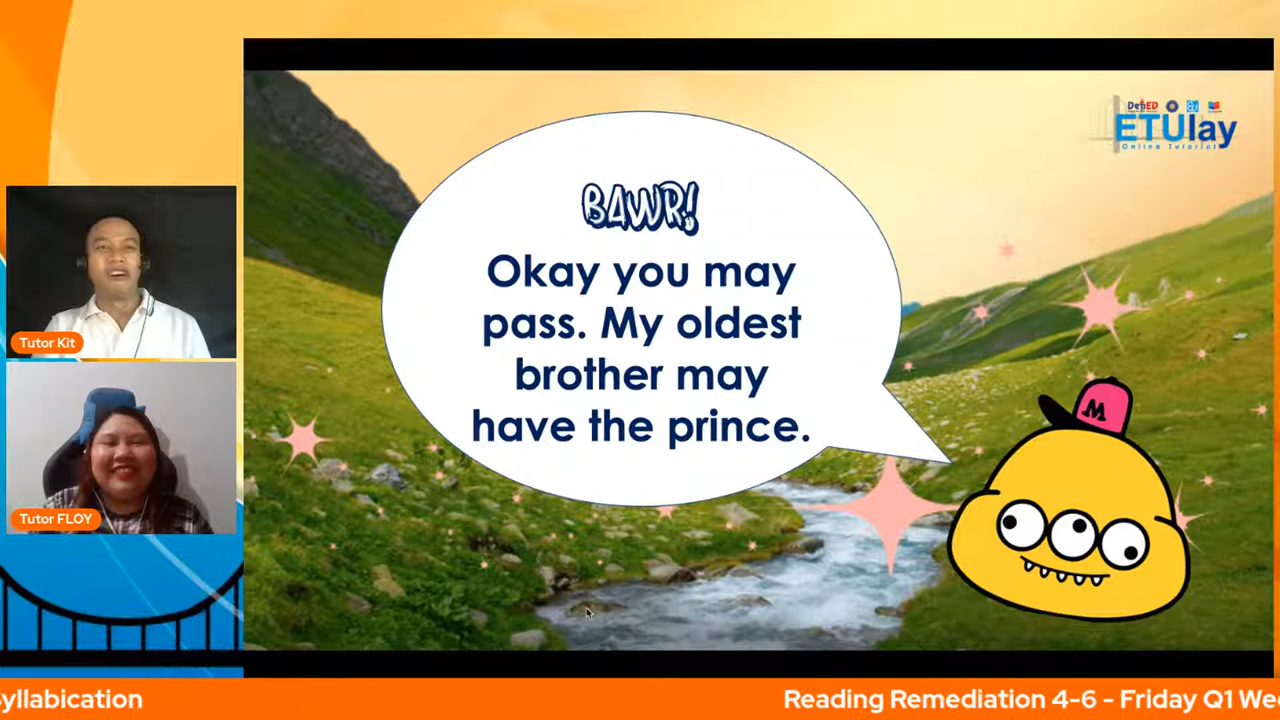 DepED
ETUlay
Online Tutorial
BAWR!
Okay you may
pass. My oldest
brother may
have the prince.
M
Tutor Kit
Tutor FLOY
Syllabication
Reading Remediation 4-6 - Friday Q1 Wee